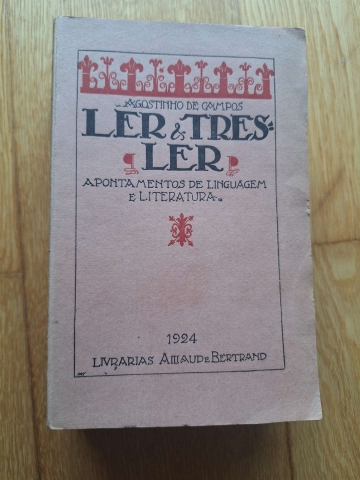 AGOSTINHO DE CAMPOS
LER & TRES-
LER
APONTAMENTOS DE LINGUAGEM
E LITERATURA
1924
LIVRARIAS AILLAUD E BERTRAND